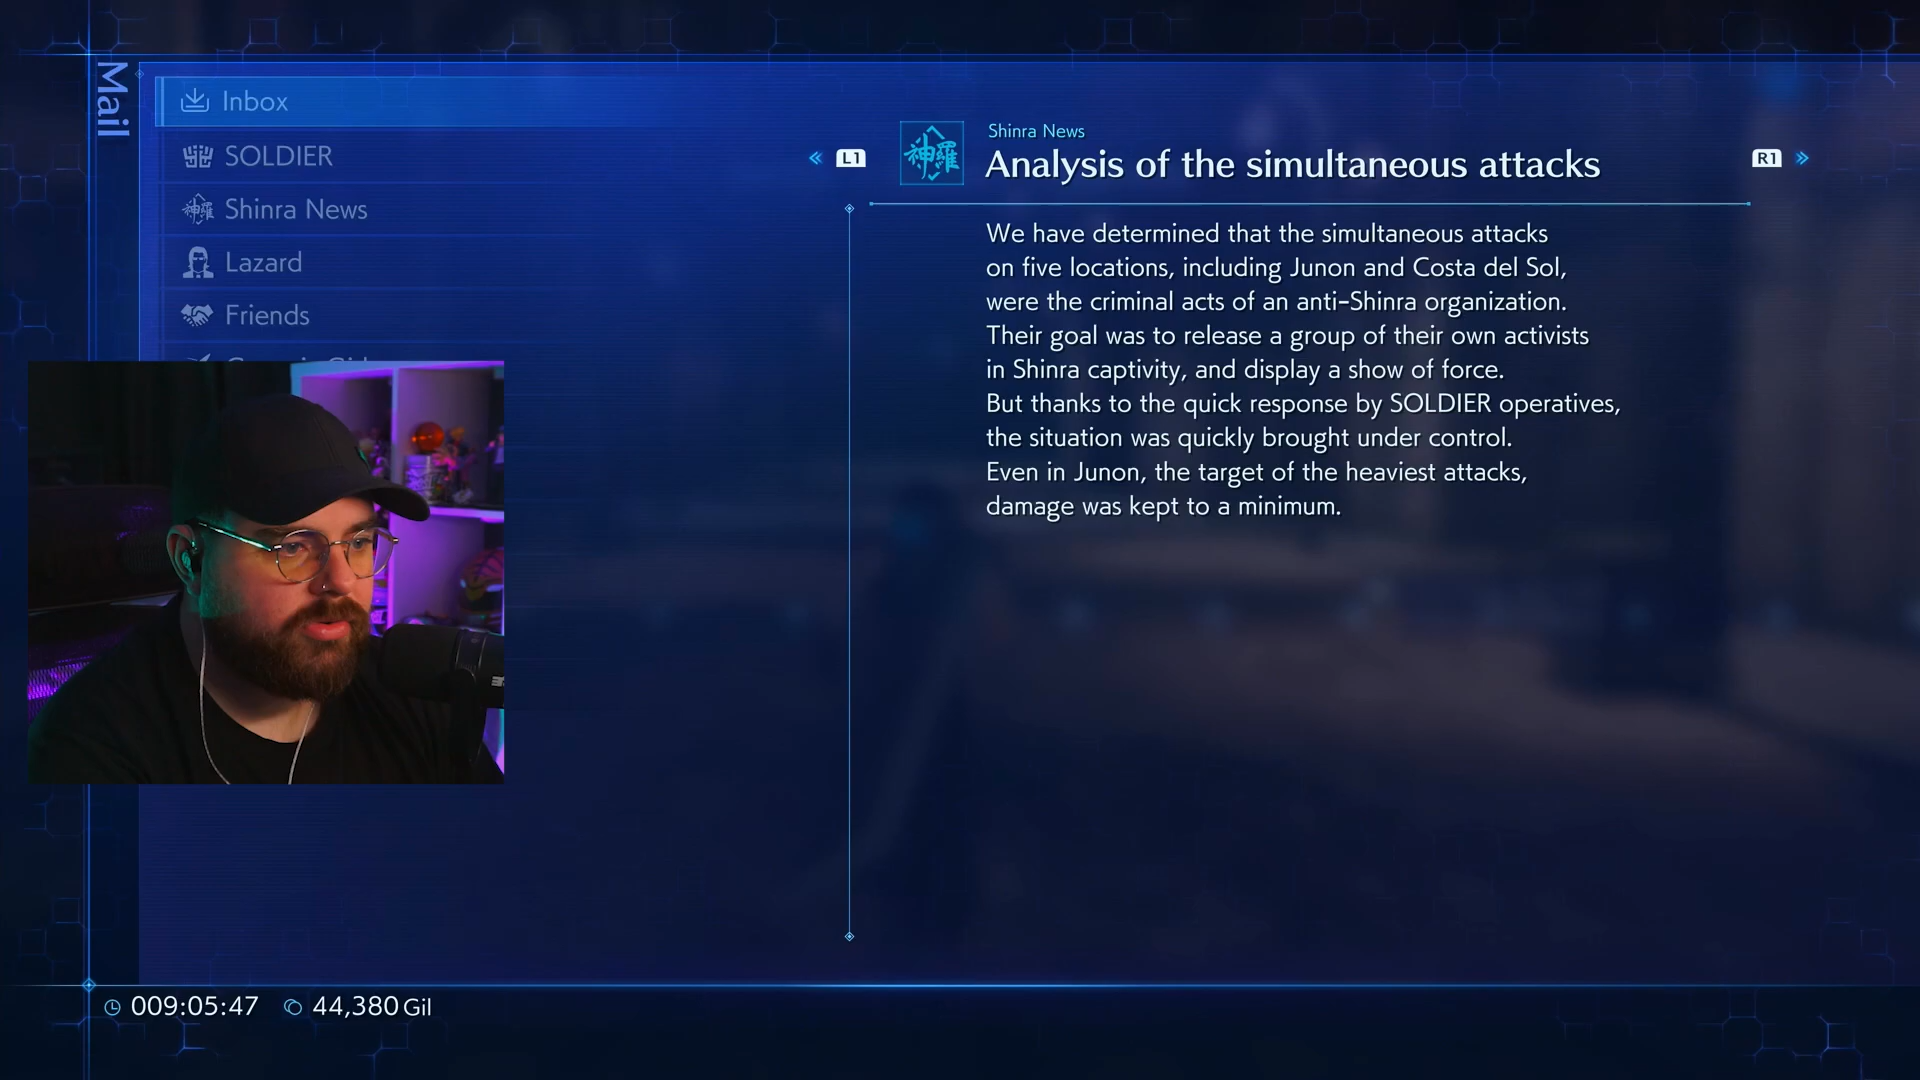 Mail
Inbox
SOLDIER
Shinra News
Lazard
Friends
L1
神羅
Shinra News
Analysis of the simultaneous attacks
R1
We have determined that the simultaneous attacks
on five locations, including Junon and Costa del Sol,
were the criminal acts of an anti-Shinra organization.
Their goal was to release a group of their own activists
in Shinra captivity, and display a show of force.
But thanks to the quick response by SOLDIER operatives,
the situation was quickly brought under control.
Even in Junon, the target of the heaviest attacks,
damage was kept to a minimum.
009:05:47
44,380 Gil